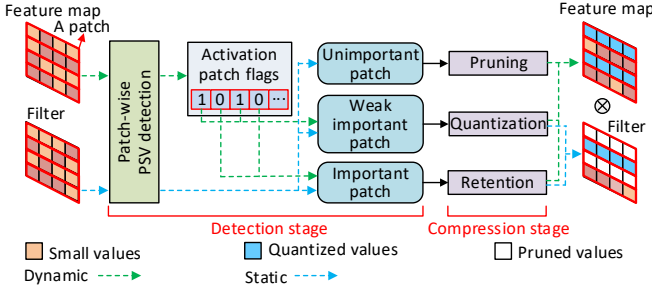 Feature map
A patch
Filter
Patch-wise
PSV detection
Activation
patch flags
1 0 1 0 ...
Unimportant
patch
Weak
important
patch
Important
patch
Pruning
Quantization
Retention
Feature map
⊗
Filter
Detection stage
Compression stage
Small values
Quantized values
Pruned values
Dynamic
Static